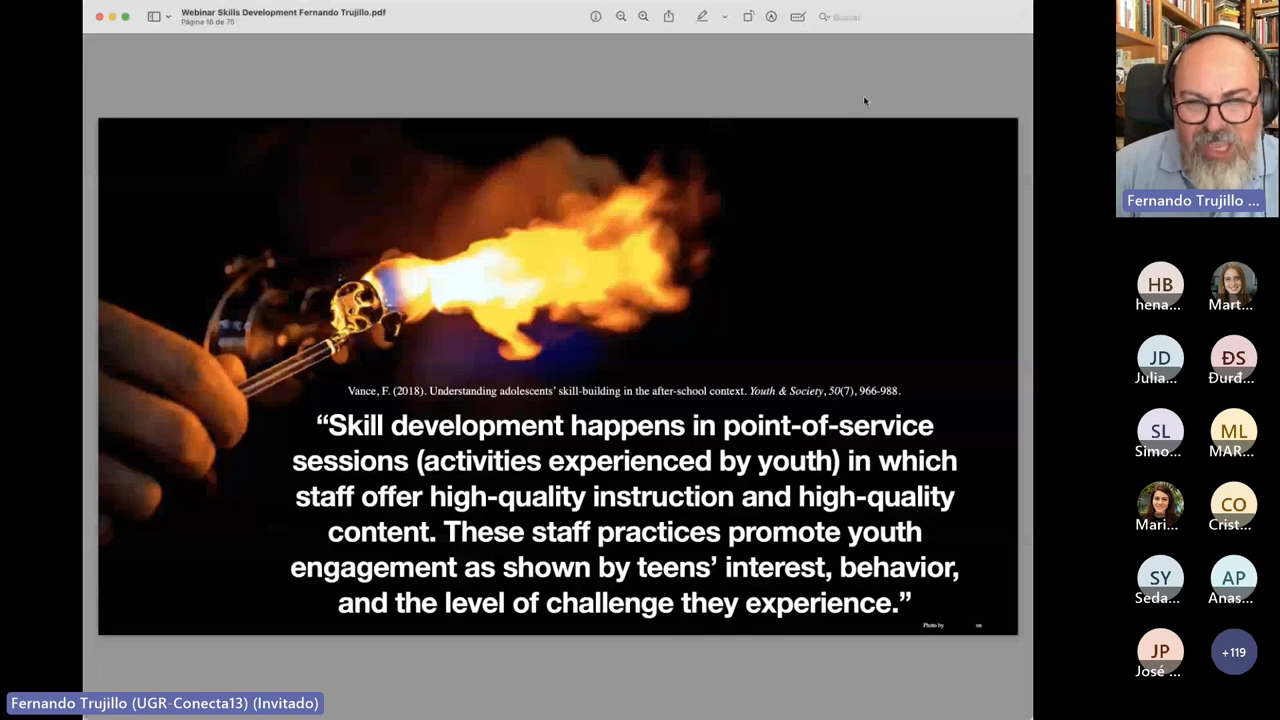 Webinar Skills Development Fernando Trujillo.pdf
Página 16 de 75
Buscar
Vance, F. (2018). Understanding adolescents’ skill-building in the after-school context. Youth & Society, 50(7), 966-988.
“Skill development happens in point-of-service
sessions (activities experienced by youth) in which
staff offer high-quality instruction and high-quality
content. These staff practices promote youth
engagement as shown by teens’ interest, behavior,
and the level of challenge they experience.”
Photo by on
Fernando Trujillo ...
HB
hena...
Mart...
JD
Julia...
ĐS
Đurđ...
SL
Simo...
ML
MAR...
Mari...
CO
Crist...
SY
Seda...
AP
Anas...
JP
José ...
+119
Fernando Trujillo (UGR-Conecta13) (Invitado)